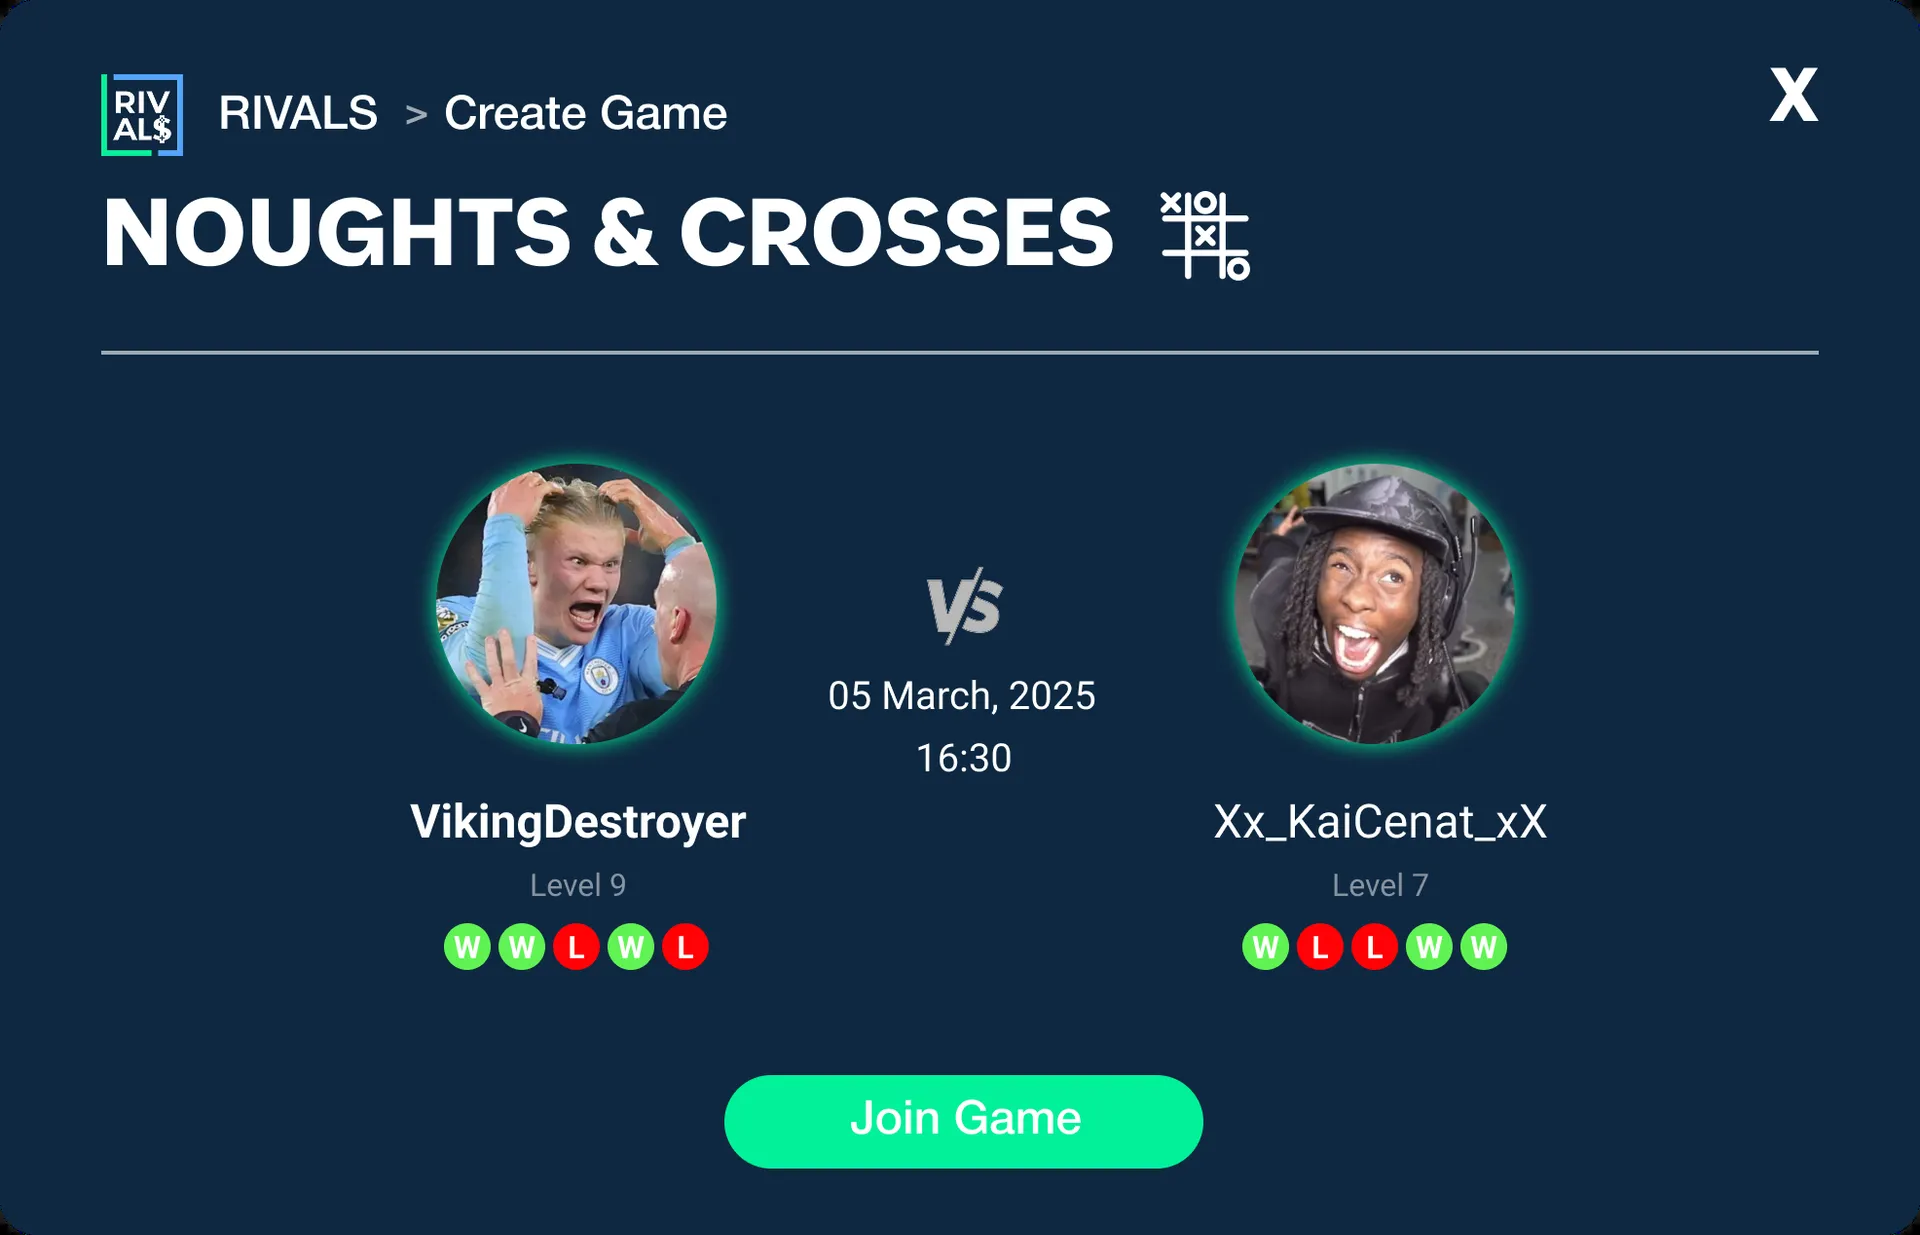 RIV
AL$
RIVALS > Create Game
X
NOUGHTS & CROSSES
VS
05 March, 2025
16:30
VikingDestroyer
Xx_KaiCenat_xX
Level 9
Level 7
W W L W L
W L L W W
Join Game